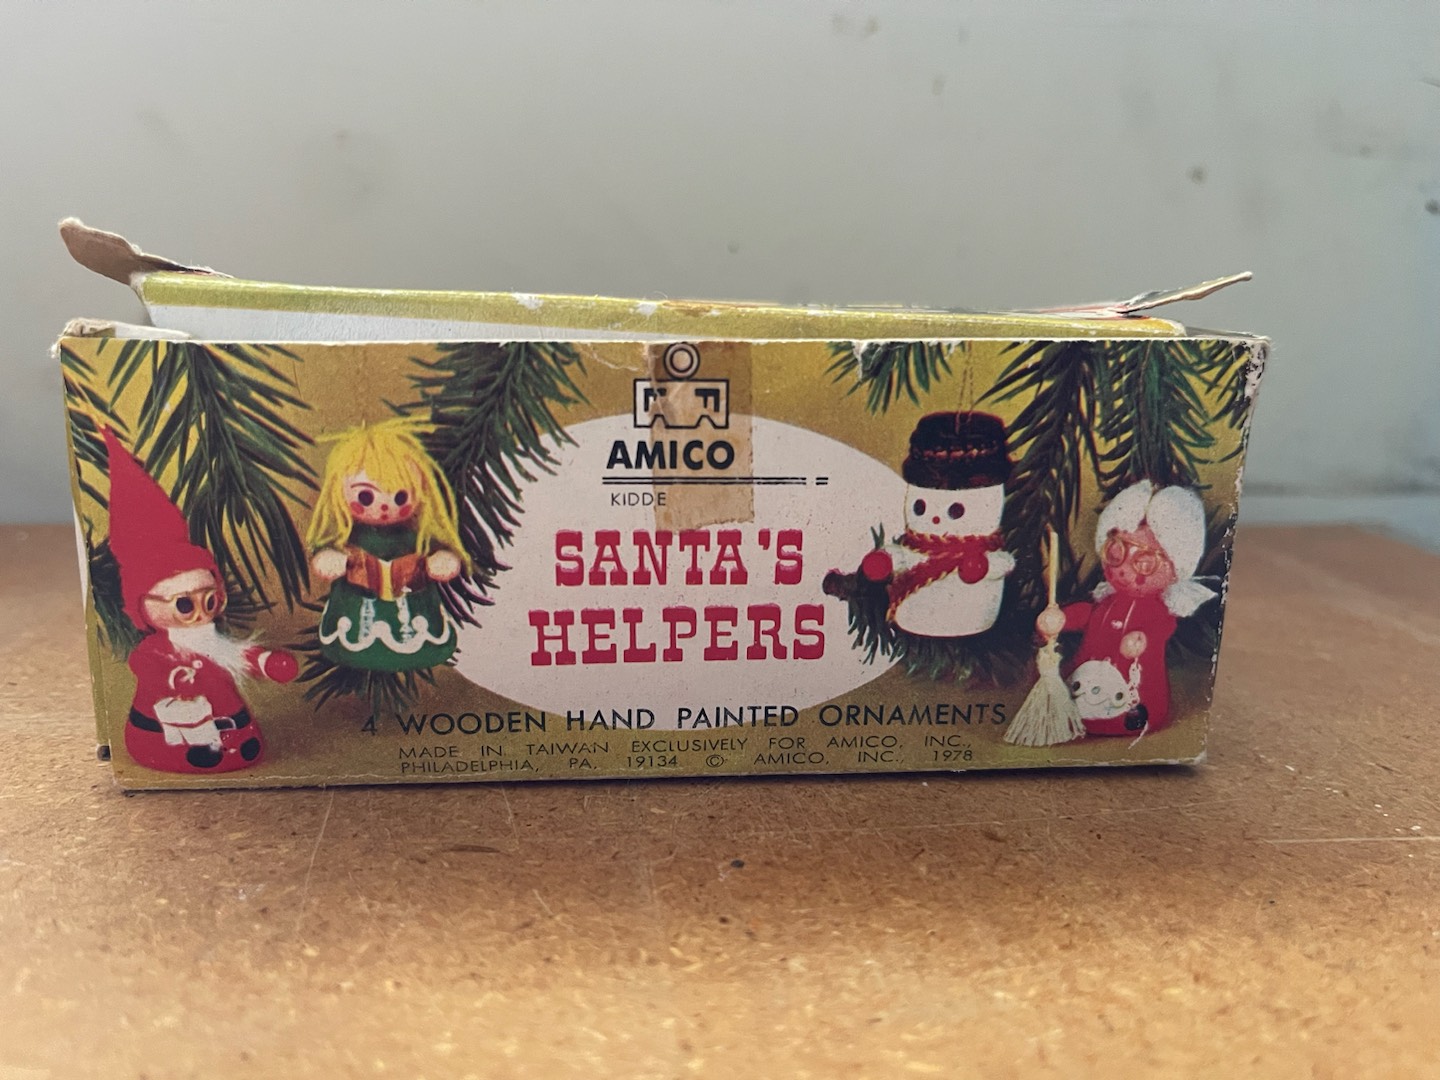 AMICO
KIDDE
SANTA'S
HELPERS
4 WOODEN HAND PAINTED ORNAMENTS
MADE IN TAIWAN EXCLUSIVELY FOR AMICO, INC.,
PHILADELPHIA, PA. 19134 © AMICO, INC., 1978